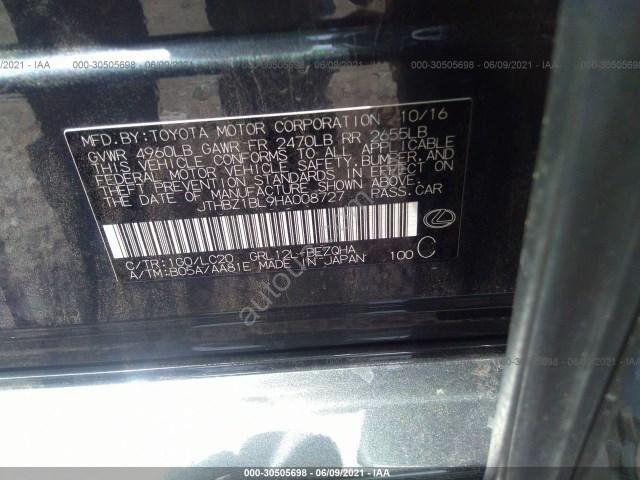 000-30505698 - 06/09/2021 - IAA
MFD.BY:TOYOTA MOTOR CORPORATION 10/16
GVWR 4960LB GAWR FR 2470LB RR 2655LB
THIS VEHICLE CONFORMS TO ALL APPLICABLE
FEDERAL MOTOR VEHICLE SAFETY, BUMPER, AND
THEFT PREVENTION STANDARDS IN EFFECT ON
THE DATE OF MANUFACTURE SHOWN ABOVE.
JTHBZ1BL9HA008727 PASS.CAR
C/TR:1G0/LC20 GRL12L-BEZQHA
A/TM:B05A/AA81E MADE IN JAPAN 100 C
000-30505698 - 06/09/2021 - IAA